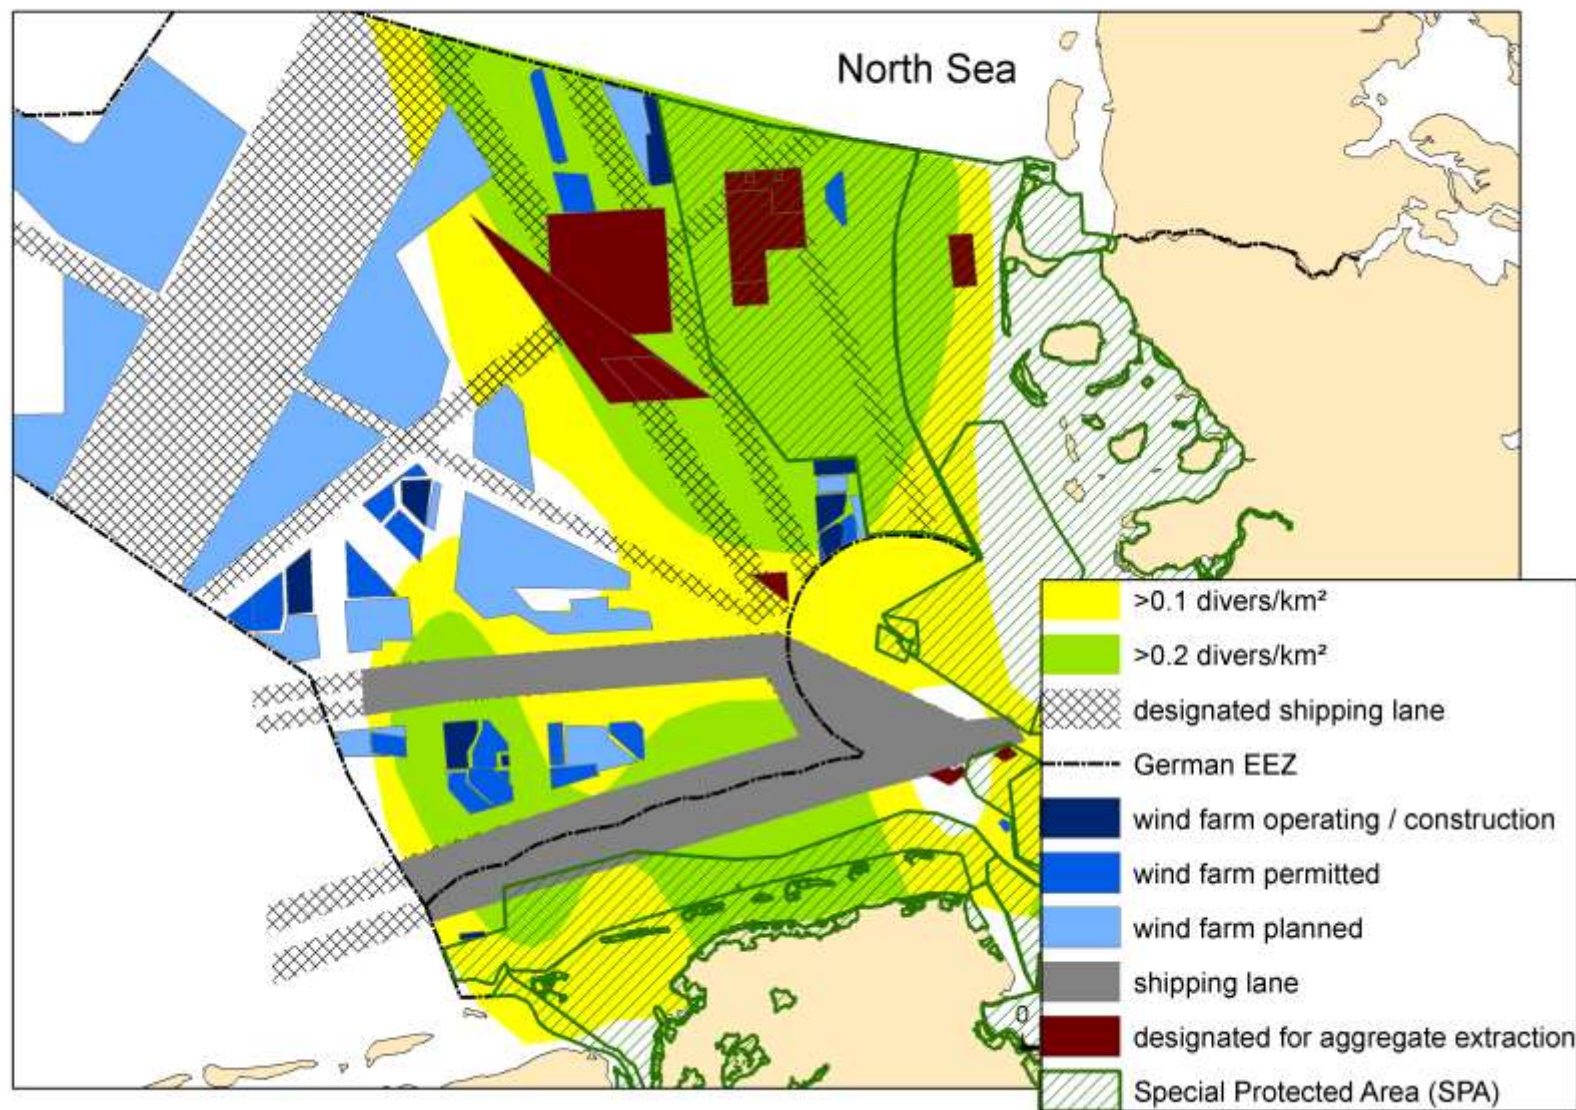 North Sea
>0.1 divers/km²
>0.2 divers/km²
designated shipping lane
German EEZ
wind farm operating / construction
wind farm permitted
wind farm planned
shipping lane
0
designated for aggregate extraction
Special Protected Area (SPA)